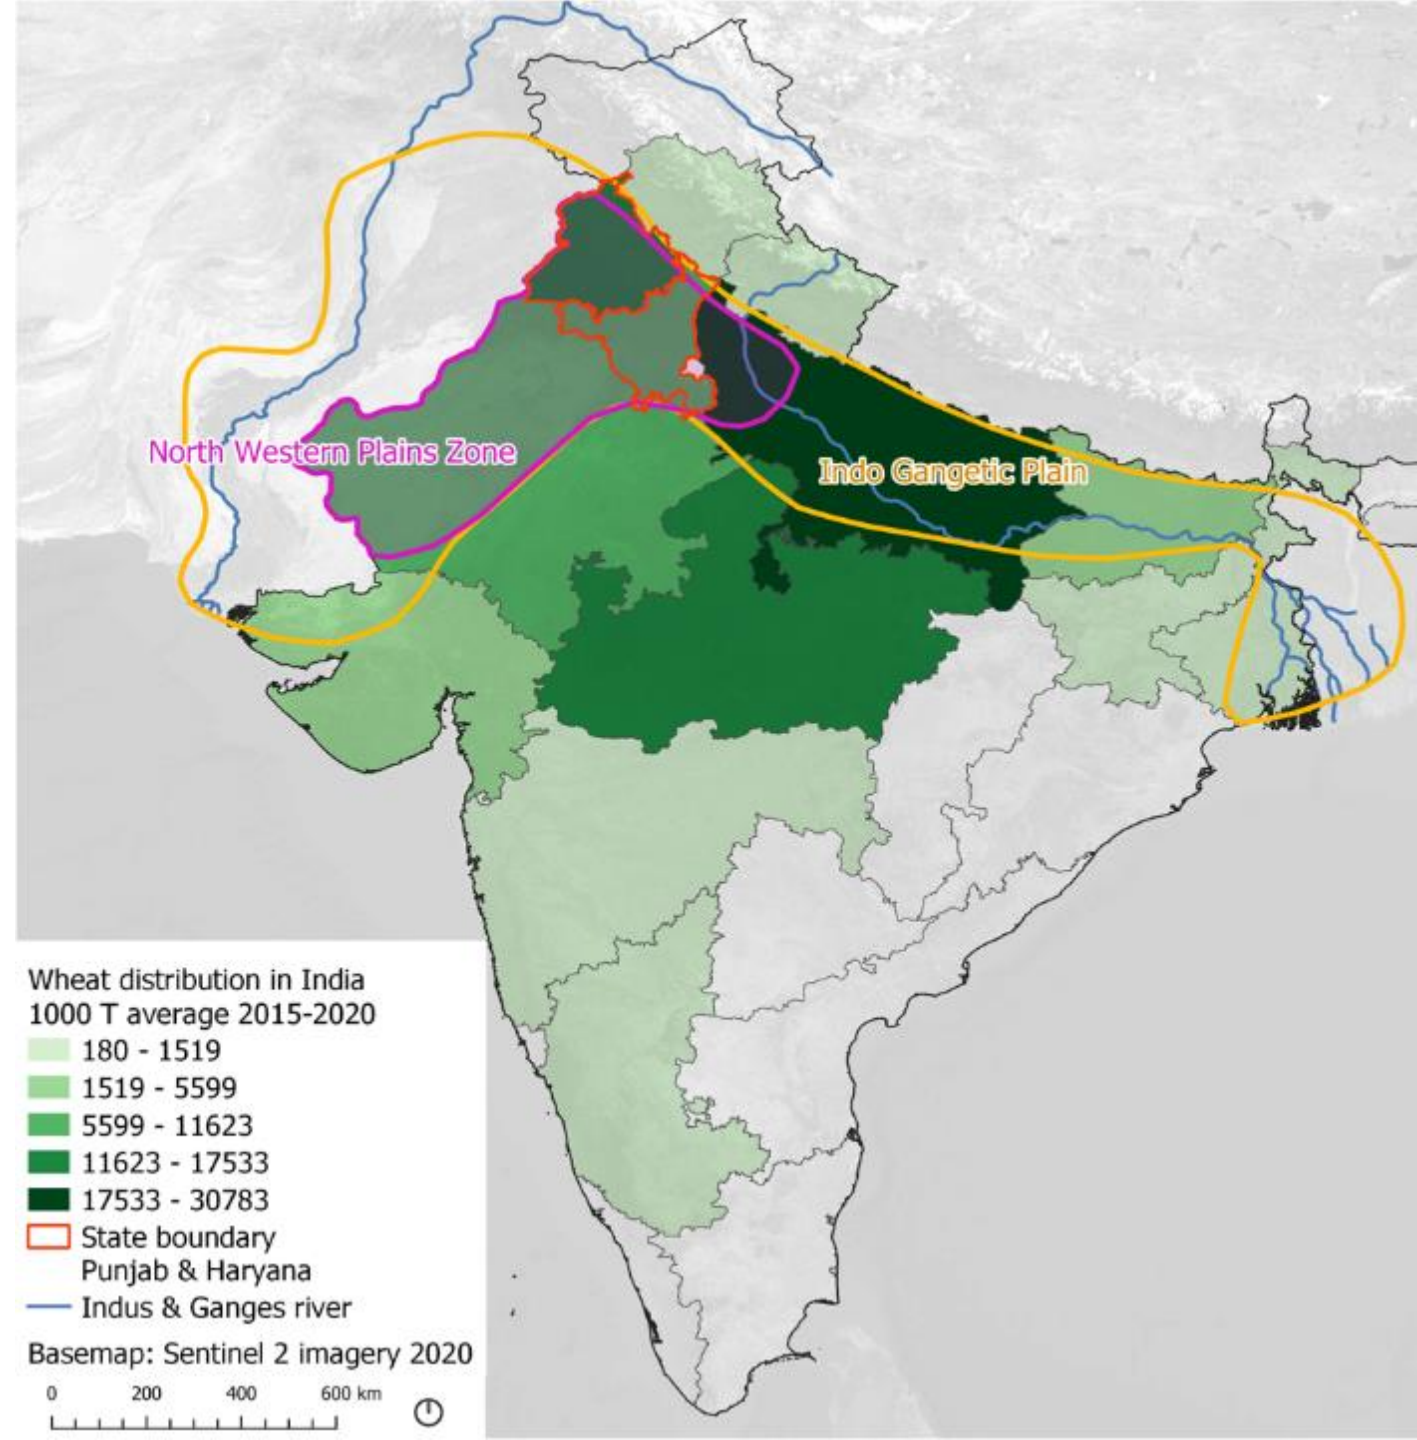 North Western Plains Zone
Indo Gangetic Plain
Wheat distribution in India
1000 T average 2015-2020
180 - 1519
1519 - 5599
5599 - 11623
11623 - 17533
17533 - 30783
State boundary
Punjab & Haryana
Indus & Ganges river
Basemap: Sentinel 2 imagery 2020
0 200 400 600 km